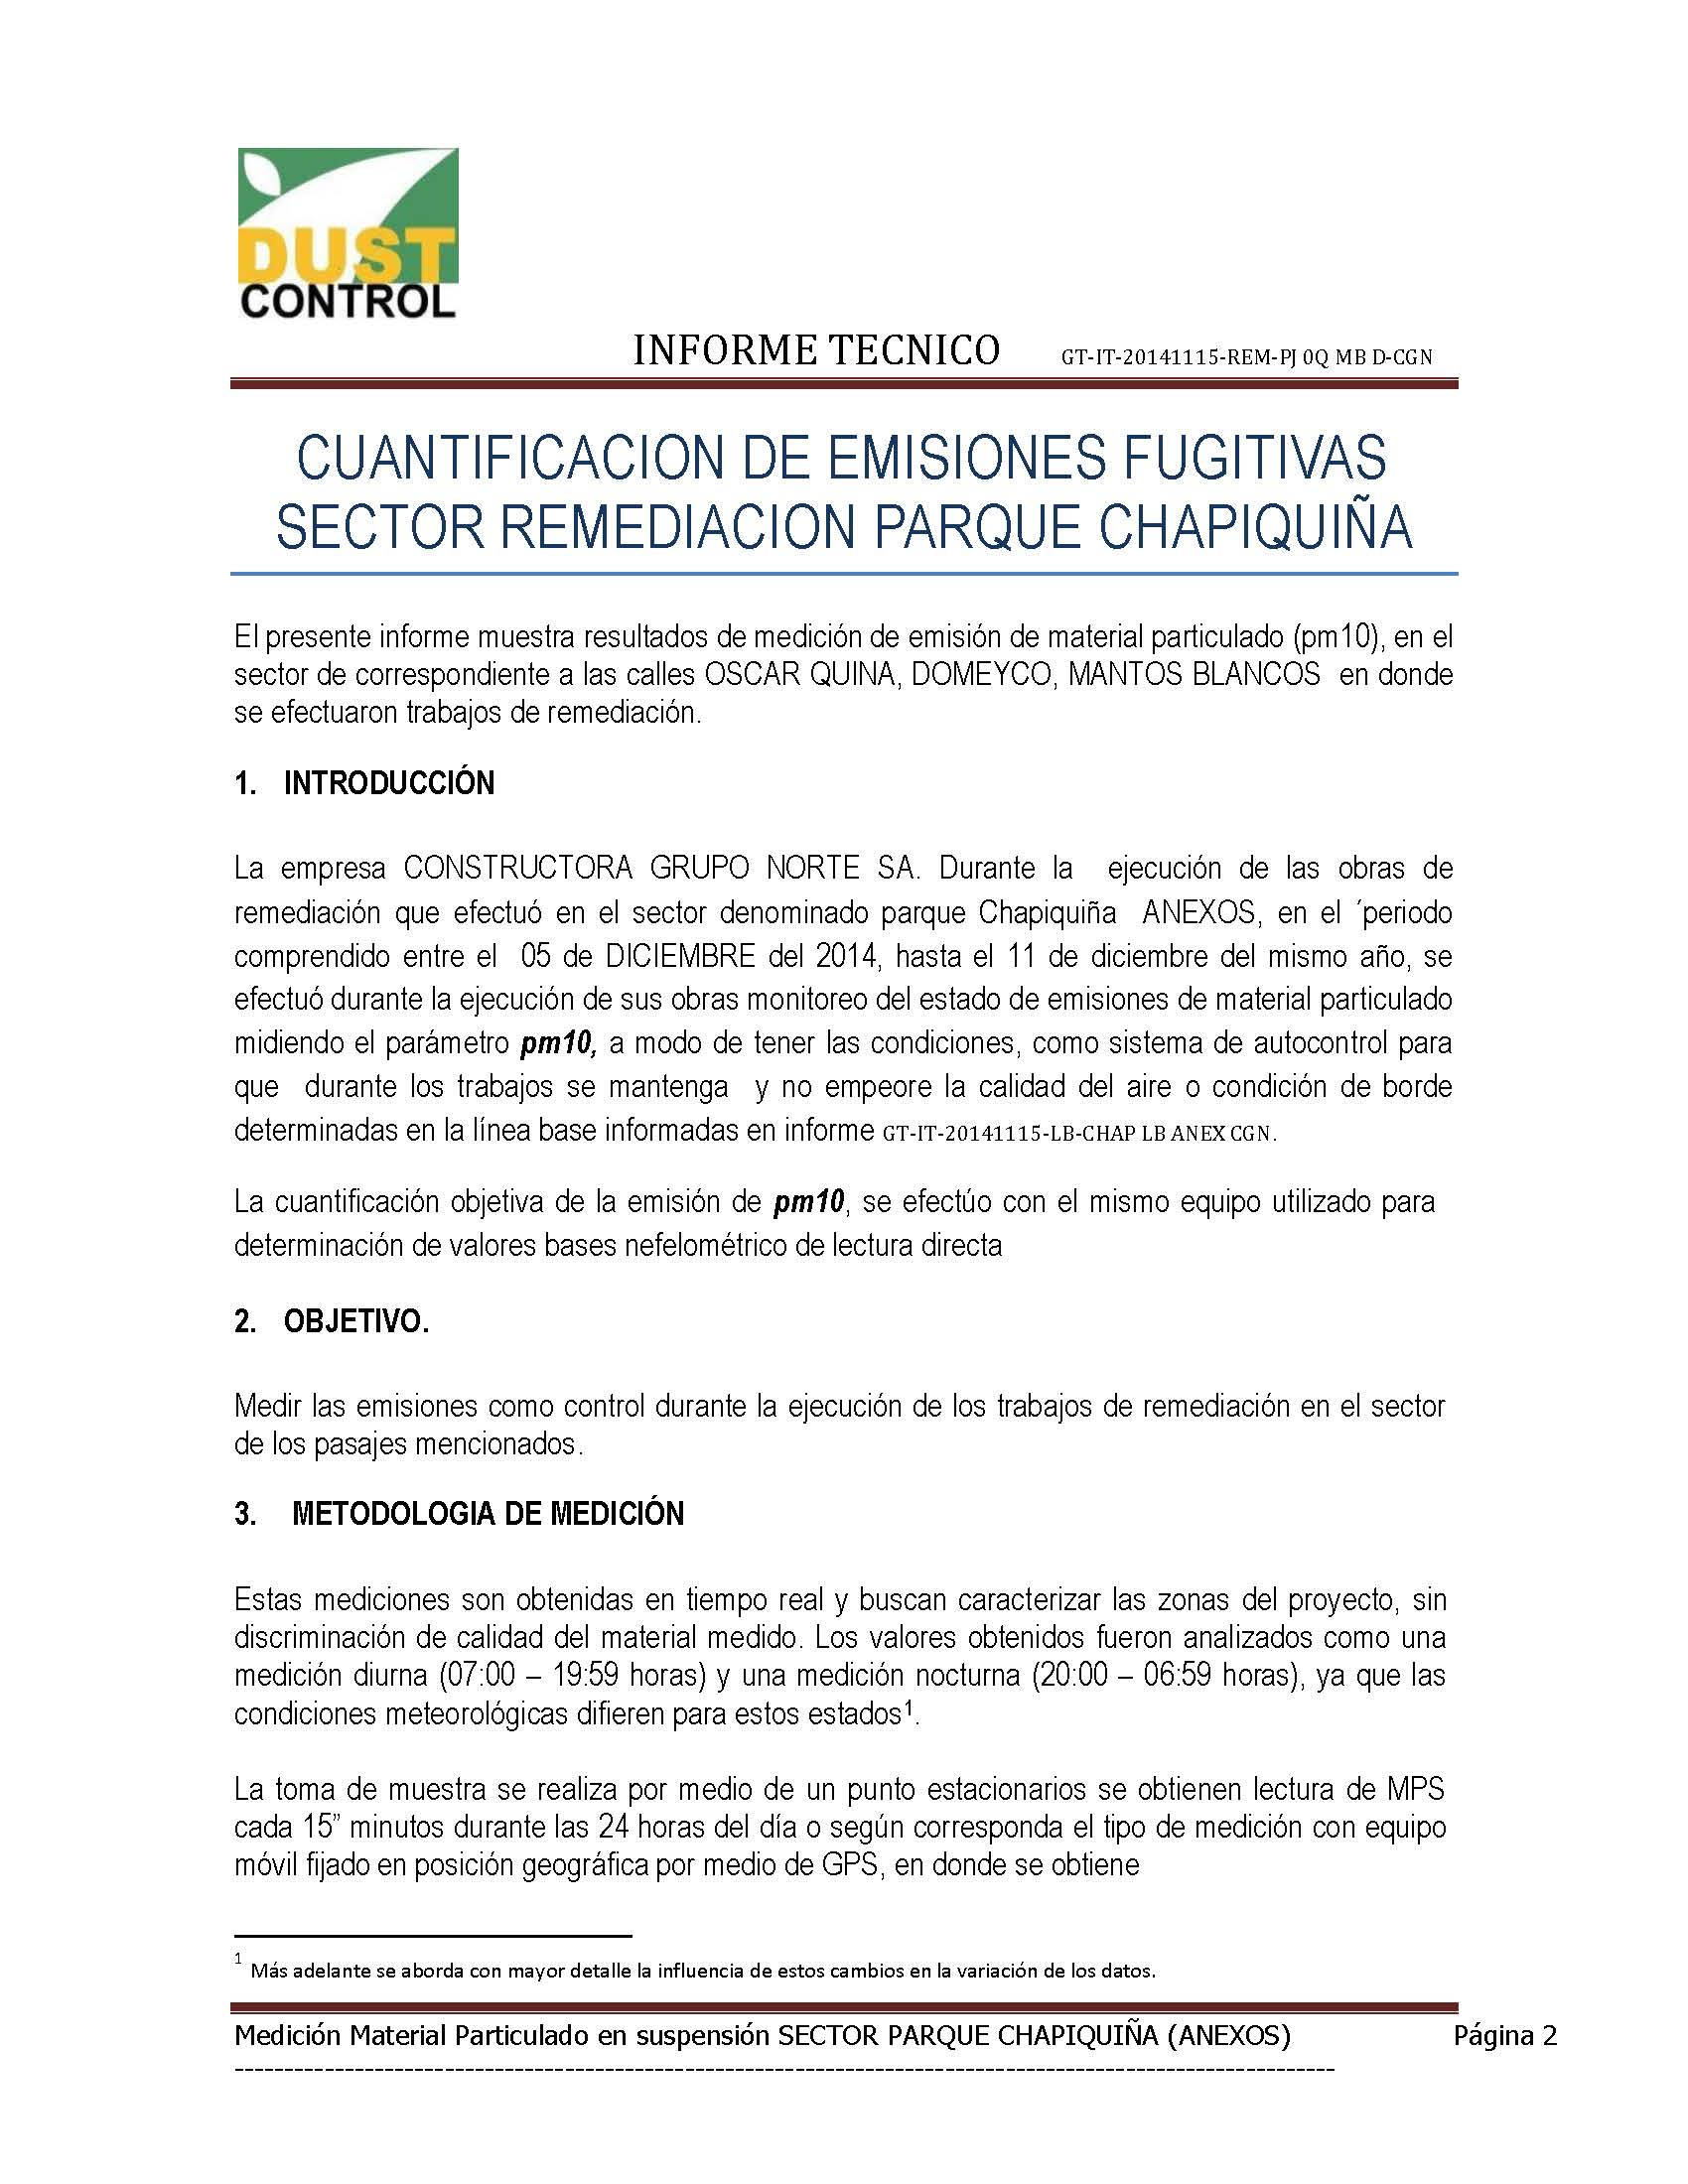 DUST
CONTROL
INFORME TECNICO GT-IT-20141115-REM-PJ 0Q MB D-CGN
CUANTIFICACION DE EMISIONES FUGITIVAS
SECTOR REMEDIACION PARQUE CHAPIQUIÑA
El presente informe muestra resultados de medición de emisión de material particulado (pm10), en el
sector de correspondiente a las calles OSCAR QUINA, DOMEYCO, MANTOS BLANCOS en donde
se efectuaron trabajos de remediación.
1. INTRODUCCIÓN
La empresa CONSTRUCTORA GRUPO NORTE SA. Durante la ejecución de las obras de
remediación que efectuó en el sector denominado parque Chapiquiña ANEXOS, en el ´periodo
comprendido entre el 05 de DICIEMBRE del 2014, hasta el 11 de diciembre del mismo año, se
efectuó durante la ejecución de sus obras monitoreo del estado de emisiones de material particulado
midiendo el parámetro pm10, a modo de tener las condiciones, como sistema de autocontrol para
que durante los trabajos se mantenga y no empeore la calidad del aire o condición de borde
determinadas en la línea base informadas en informe GT-IT-20141115-LB-CHAP LB ANEX CGN.
La cuantificación objetiva de la emisión de pm10, se efectúo con el mismo equipo utilizado para
determinación de valores bases nefelométrico de lectura directa
2. OBJETIVO.
Medir las emisiones como control durante la ejecución de los trabajos de remediación en el sector
de los pasajes mencionados.
3. METODOLOGIA DE MEDICIÓN
Estas mediciones son obtenidas en tiempo real y buscan caracterizar las zonas del proyecto, sin
discriminación de calidad del material medido. Los valores obtenidos fueron analizados como una
medición diurna (07:00 – 19:59 horas) y una medición nocturna (20:00 – 06:59 horas), ya que las
condiciones meteorológicas difieren para estos estados¹.
La toma de muestra se realiza por medio de un punto estacionarios se obtienen lectura de MPS
cada 15” minutos durante las 24 horas del día o según corresponda el tipo de medición con equipo
móvil fijado en posición geográfica por medio de GPS, en donde se obtiene
¹ Más adelante se aborda con mayor detalle la influencia de estos cambios en la variación de los datos.
Medición Material Particulado en suspensión SECTOR PARQUE CHAPIQUIÑA (ANEXOS) Página 2
--------------------------------------------------------------------------------------------------------------